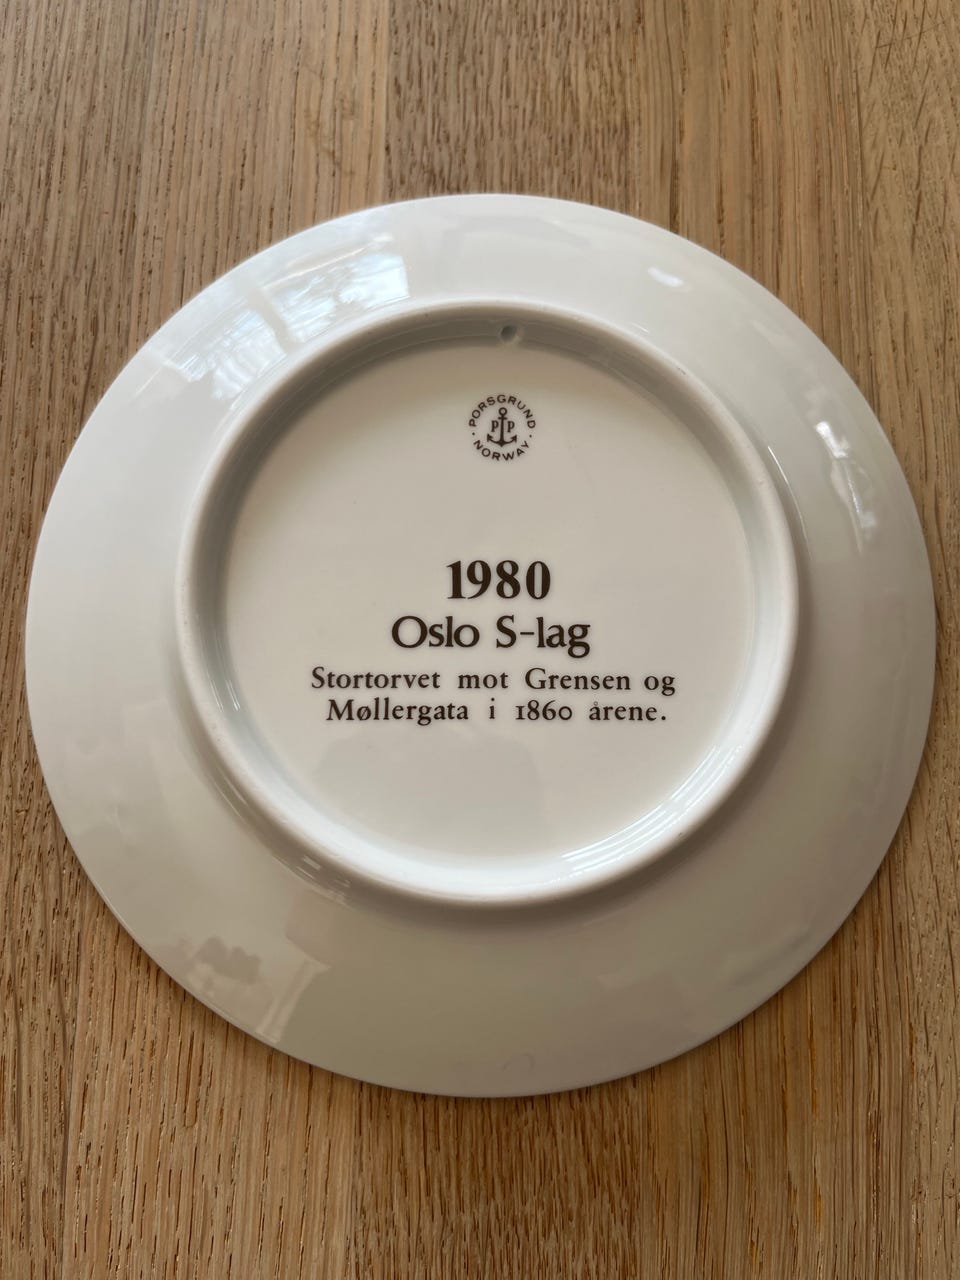 PORSGRUND
P P
NORWAY
1980
Oslo S-lag
Stortorvet mot Grensen og
Møllergata i 1860 årene.